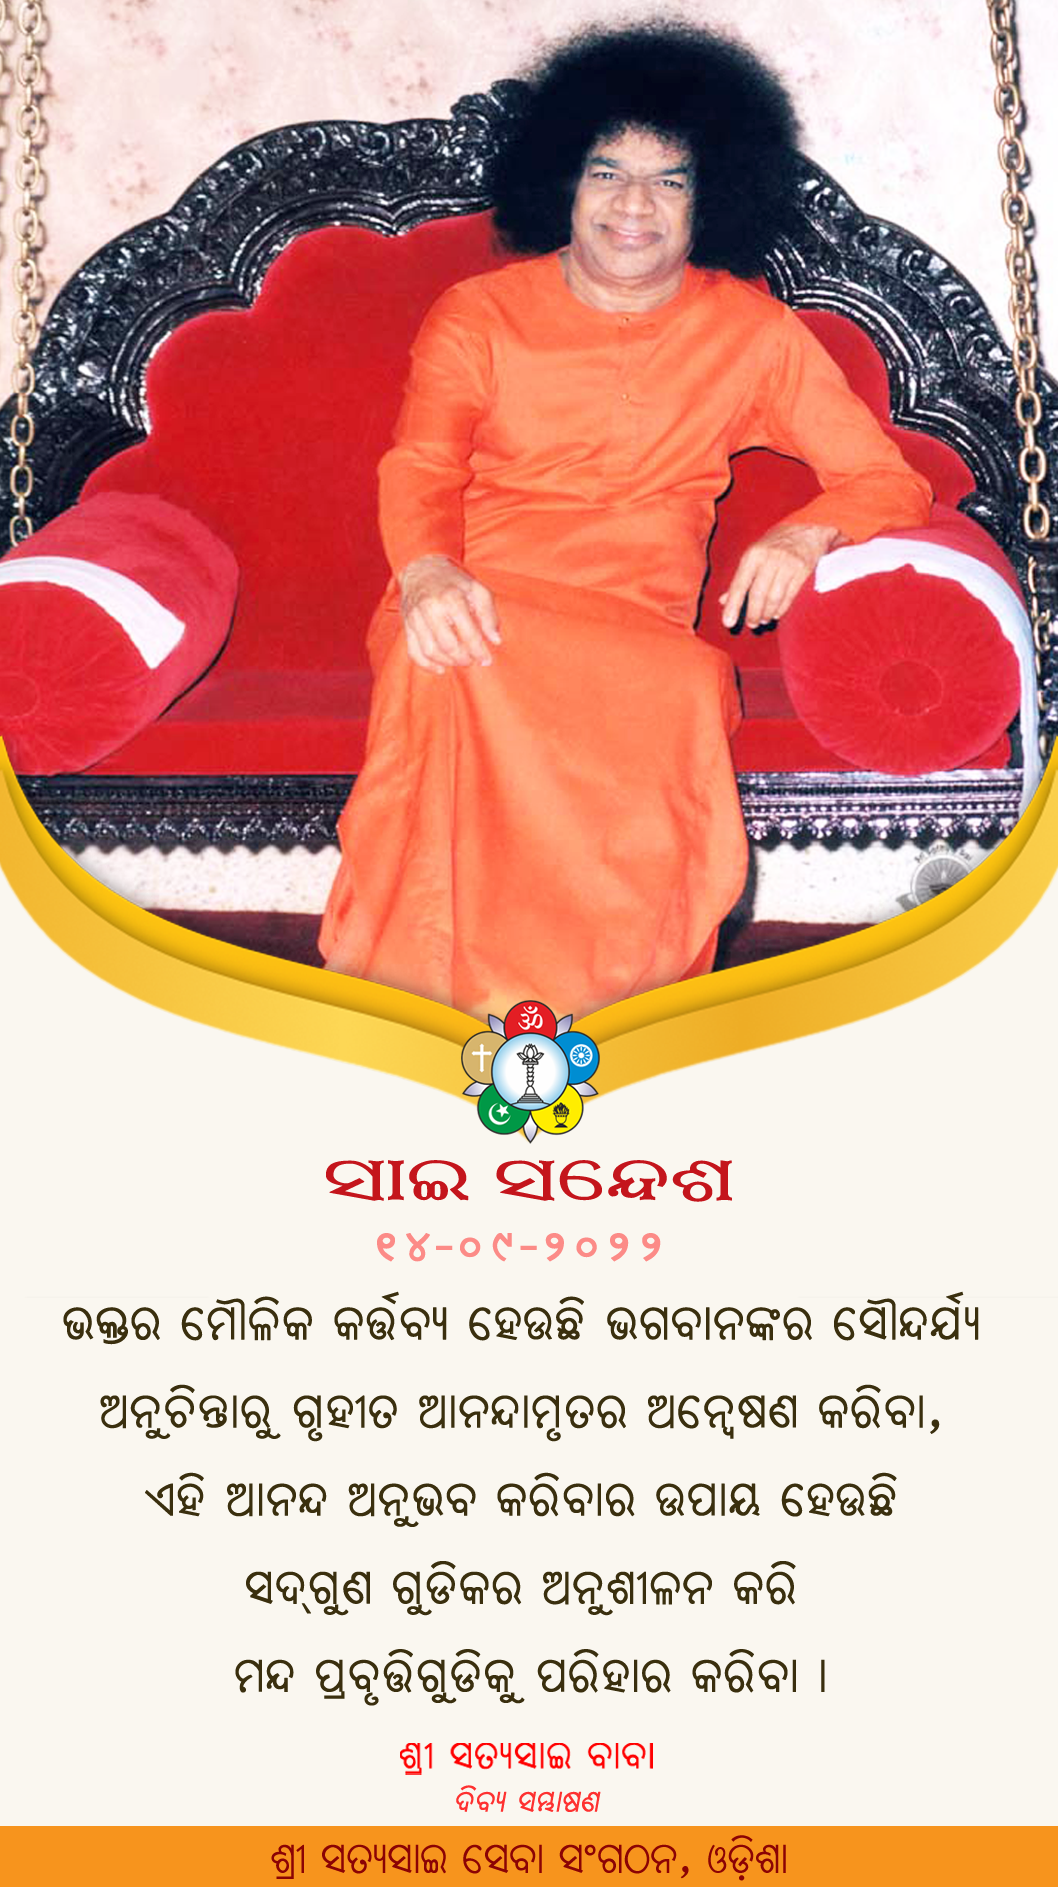 ସାଇ ସନ୍ଦେଶ
୧୪-୦୯-୨୦୨୨
ଭକ୍ତର ମୌଳିକ କର୍ତ୍ତବ୍ୟ ହେଉଛି ଭଗବାନଙ୍କର ସୌନ୍ଦର୍ଯ୍ୟ
ଅନୁଚିନ୍ତାରୁ ଗୃହୀତ ଆନନ୍ଦାମୃତର ଅନ୍ୱେଷଣ କରିବା,
ଏହି ଆନନ୍ଦ ଅନୁଭବ କରିବାର ଉପାୟ ହେଉଛି
ସଦ୍‌ଗୁଣ ଗୁଡିକର ଅନୁଶୀଳନ କରି
ମନ୍ଦ ପ୍ରବୃତ୍ତିଗୁଡିକୁ ପରିହାର କରିବା ।
ଶ୍ରୀ ସତ୍ୟସାଇ ବାବା
ଦିବ୍ୟ ସମ୍ଭାଷଣ
ଶ୍ରୀ ସତ୍ୟସାଇ ସେବା ସଂଗଠନ, ଓଡ଼ିଶା